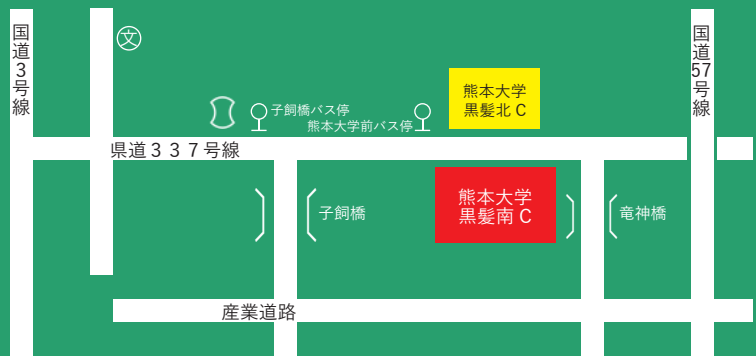 国道3号線
文
国道57号線
熊本大学
黒髪北 C
子飼橋バス停
熊本大学前バス停
県道３３７号線
熊本大学
黒髪南 C
子飼橋
竜神橋
産業道路